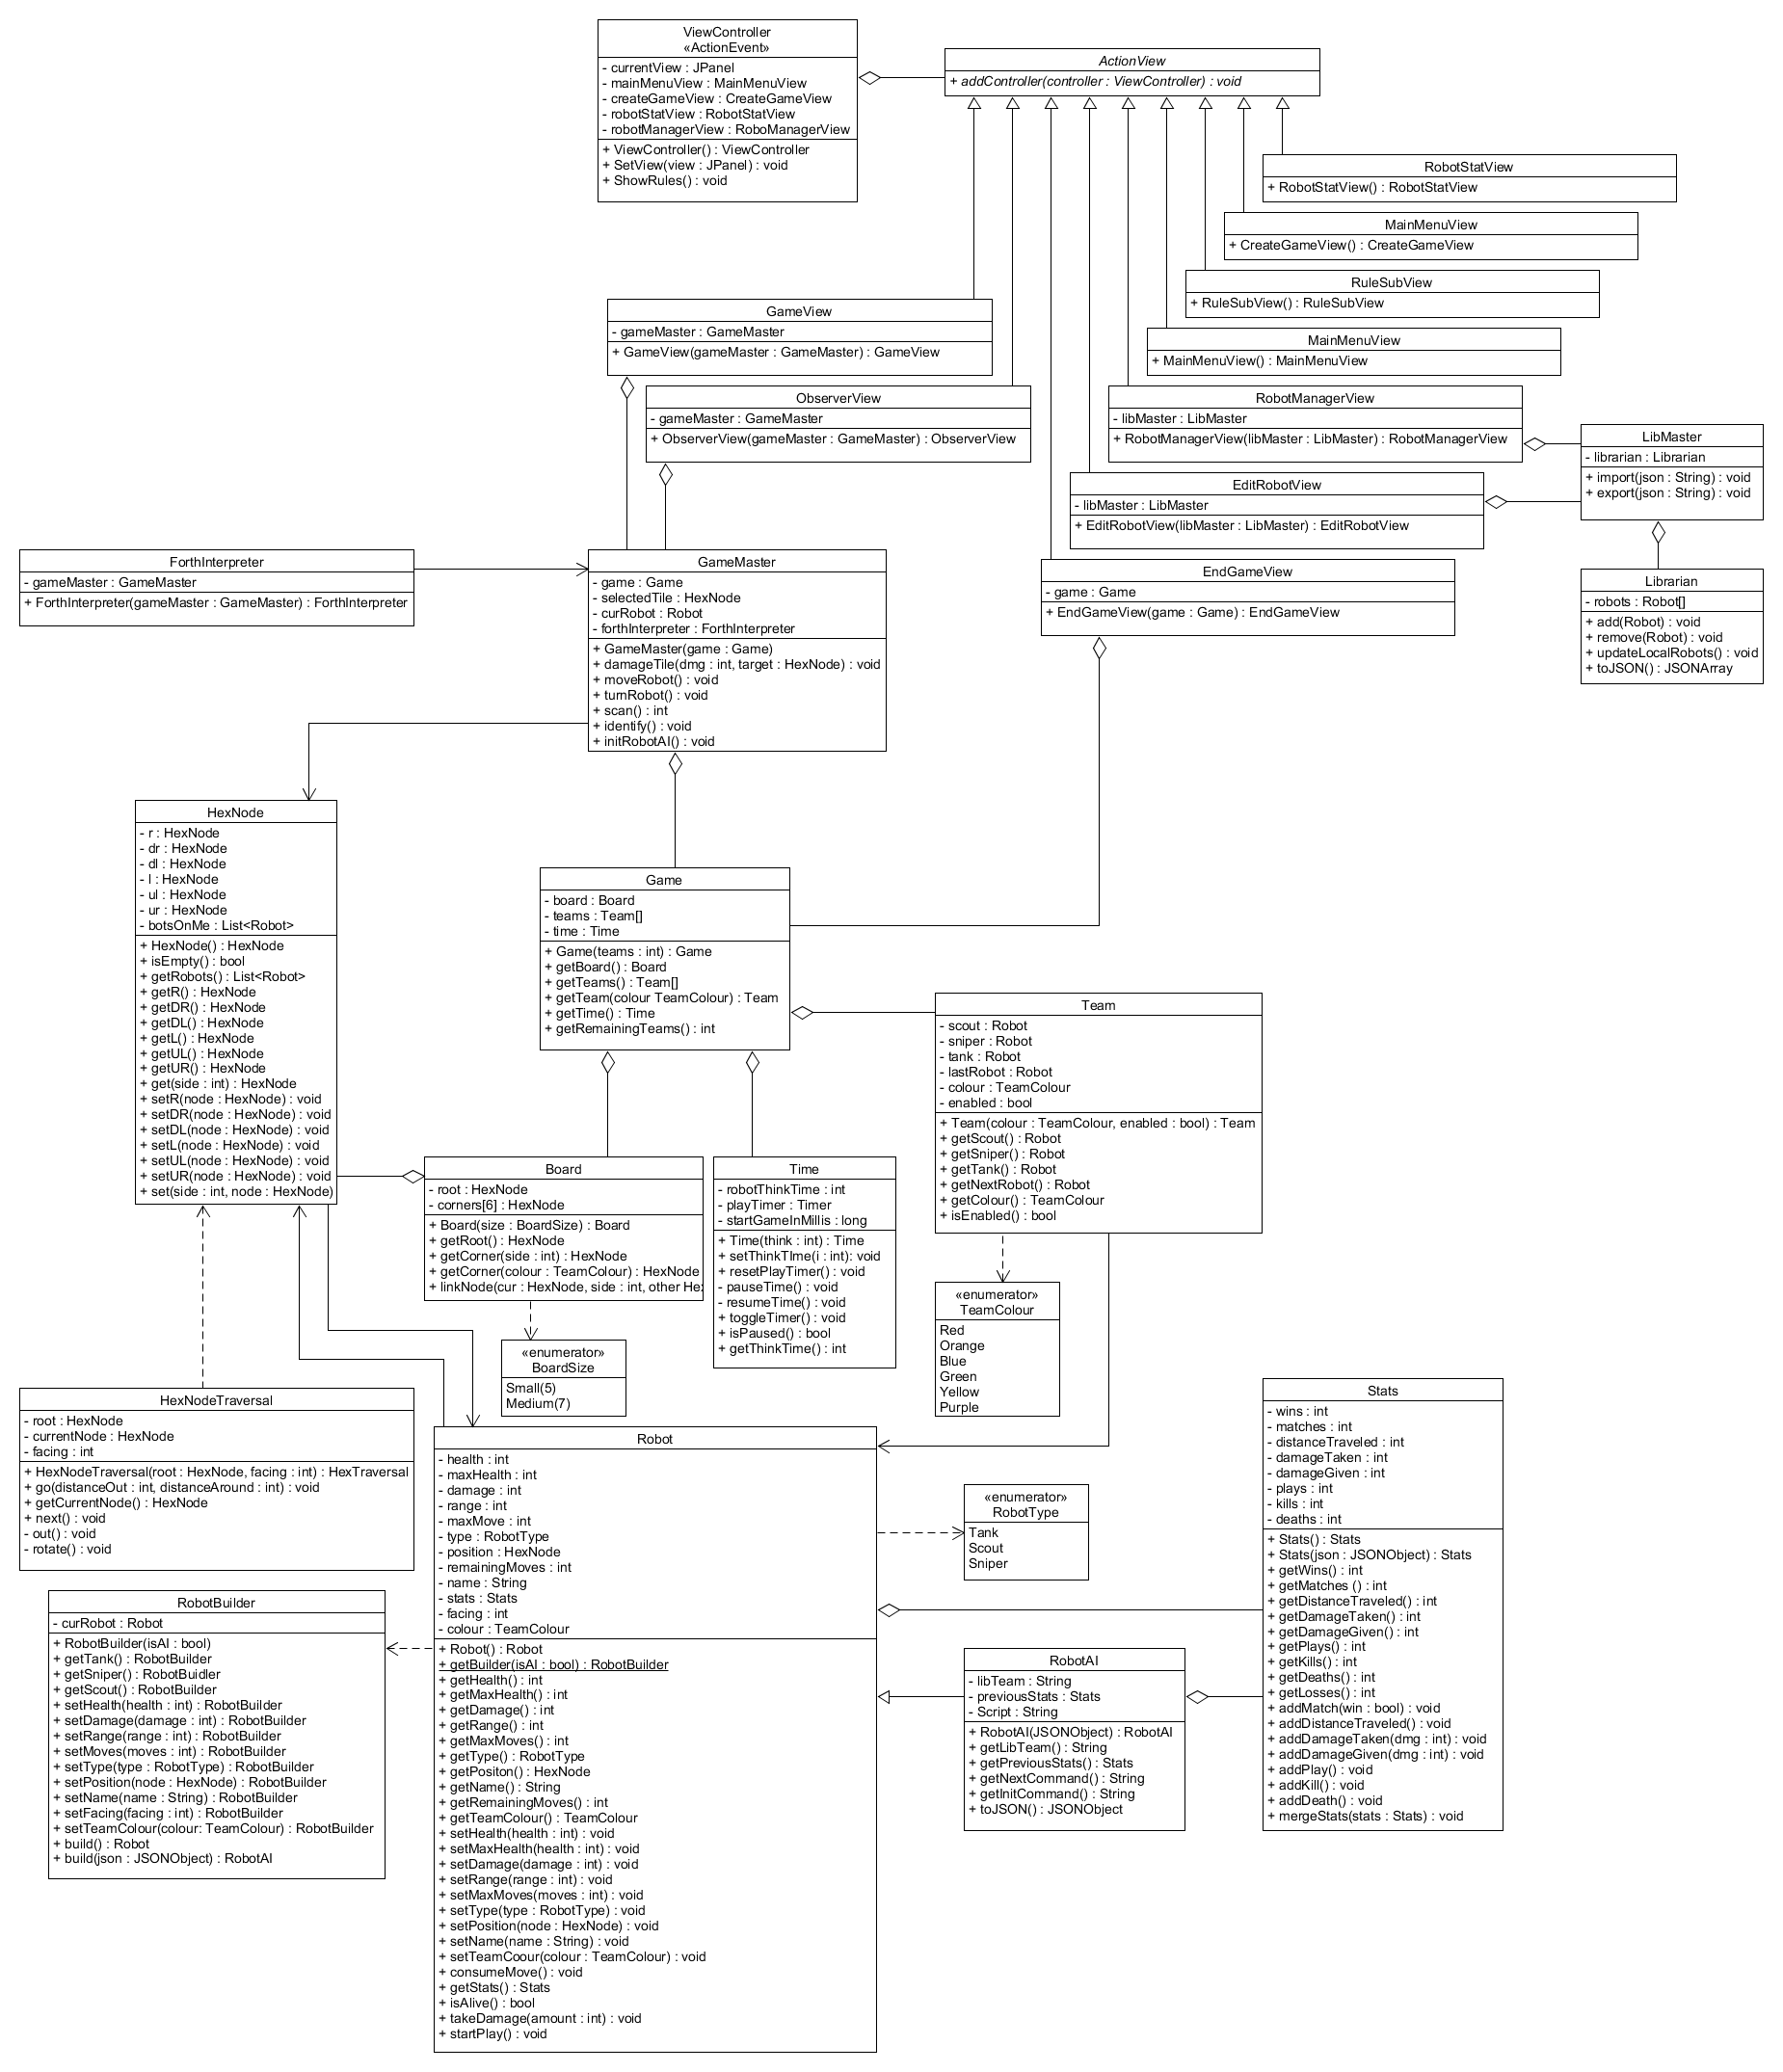 ViewController
«ActionEvent»
- currentView : JPanel
- mainMenuView : MainMenuView
- createGameView : CreateGameView
- robotStatView : RobotStatView
- robotManagerView : RoboManagerView
+ ViewController() : ViewController
+ SetView(view : JPanel) : void
+ ShowRules() : void
ActionView
+ addController(controller : ViewController) : void
RobotStatView
+ RobotStatView() : RobotStatView
MainMenuView
+ CreateGameView() : CreateGameView
RuleSubView
+ RuleSubView() : RuleSubView
MainMenuView
+ MainMenuView() : MainMenuView
GameView
- gameMaster : GameMaster
+ GameView(gameMaster : GameMaster) : GameView
ObserverView
- gameMaster : GameMaster
+ ObserverView(gameMaster : GameMaster) : ObserverView
RobotManagerView
- libMaster : LibMaster
+ RobotManagerView(libMaster : LibMaster) : RobotManagerView
LibMaster
- librarian : Librarian
+ import(json : String) : void
+ export(json : String) : void
EditRobotView
- libMaster : LibMaster
+ EditRobotView(libMaster : LibMaster) : EditRobotView
ForthInterpreter
- gameMaster : GameMaster
+ ForthInterpreter(gameMaster : GameMaster) : ForthInterpreter
GameMaster
- game : Game
- selectedTile : HexNode
- curRobot : Robot
- forthInterpreter : ForthInterpreter
+ GameMaster(game : Game)
+ damageTile(dmg : int, target : HexNode) : void
+ moveRobot() : void
+ turnRobot() : void
+ scan() : int
+ identify() : void
+ initRobotAI() : void
EndGameView
- game : Game
+ EndGameView(game : Game) : EndGameView
Librarian
- robots : Robot[]
+ add(Robot) : void
+ remove(Robot) : void
+ updateLocalRobots() : void
+ toJSON() : JSONArray
HexNode
- r : HexNode
- dr : HexNode
- dl : HexNode
- l : HexNode
- ul : HexNode
- ur : HexNode
- botsOnMe : List<Robot>
+ HexNode() : HexNode
+ isEmpty() : bool
+ getRobots() : List<Robot>
+ getR() : HexNode
+ getDR() : HexNode
+ getDL() : HexNode
+ getL() : HexNode
+ getUL() : HexNode
+ getUR() : HexNode
+ get(side : int) : HexNode
+ setR(node : HexNode) : void
+ setDR(node : HexNode) : void
+ setDL(node : HexNode) : void
+ setL(node : HexNode) : void
+ setUL(node : HexNode) : void
+ setUR(node : HexNode) : void
+ set(side : int, node : HexNode)
Game
- board : Board
- teams : Team[]
- time : Time
+ Game(teams : int) : Game
+ getBoard() : Board
+ getTeams() : Team[]
+ getTeam(colour TeamColour) : Team
+ getTime() : Time
+ getRemainingTeams() : int
Team
- scout : Robot
- sniper : Robot
- tank : Robot
- lastRobot : Robot
- colour : TeamColour
- enabled : bool
+ Team(colour : TeamColour, enabled : bool) : Team
+ getScout() : Robot
+ getSniper() : Robot
+ getTank() : Robot
+ getNextRobot() : Robot
+ getColour() : TeamColour
+ isEnabled() : bool
Board
- root : HexNode
- corners[6] : HexNode
+ Board(size : BoardSize) : Board
+ getRoot() : HexNode
+ getCorner(side : int) : HexNode
+ getCorner(colour : TeamColour) : HexNode
+ linkNode(cur : HexNode, side : int, other He
Time
- robotThinkTime : int
- playTimer : Timer
- startGameInMillis : long
+ Time(think : int) : Time
+ setThinkTIme(i : int): void
+ resetPlayTimer() : void
- pauseTime() : void
- resumeTime() : void
+ toggleTimer() : void
+ isPaused() : bool
+ getThinkTime() : int
«enumerator»
TeamColour
Red
Orange
Blue
Green
Yellow
Purple
«enumerator»
BoardSize
Small(5)
Medium(7)
HexNodeTraversal
- root : HexNode
- currentNode : HexNode
- facing : int
+ HexNodeTraversal(root : HexNode, facing : int) : HexTraversal
+ go(distanceOut : int, distanceAround : int) : void
+ getCurrentNode() : HexNode
+ next() : void
- out() : void
- rotate() : void
RobotBuilder
- curRobot : Robot
+ RobotBuilder(isAI : bool)
+ getTank() : RobotBuilder
+ getSniper() : RobotBuidler
+ getScout() : RobotBuilder
+ setHealth(health : int) : RobotBuilder
+ setDamage(damage : int) : RobotBuilder
+ setRange(range : int) : RobotBuilder
+ setMoves(moves : int) : RobotBuilder
+ setType(type : RobotType) : RobotBuilder
+ setPosition(node : HexNode) : RobotBuilder
+ setName(name : String) : RobotBuilder
+ setFacing(facing : int) : RobotBuilder
+ setTeamColour(colour: TeamColour) : RobotBuilder
+ build() : Robot
+ build(json : JSONObject) : RobotAI
Robot
- health : int
- maxHealth : int
- damage : int
- range : int
- maxMove : int
- type : RobotType
- position : HexNode
- remainingMoves : int
- name : String
- stats : Stats
- facing : int
- colour : TeamColour
+ Robot() : Robot
+ getBuilder(isAI : bool) : RobotBuilder
+ getHealth() : int
+ getMaxHealth() : int
+ getDamage() : int
+ getRange() : int
+ getMaxMoves() : int
+ getType() : RobotType
+ getPositon() : HexNode
+ getName() : String
+ getRemainingMoves() : int
+ getTeamColour() : TeamColour
+ setHealth(health : int) : void
+ setMaxHealth(health : int) : void
+ setDamage(damage : int) : void
+ setRange(range : int) : void
+ setMaxMoves(moves : int) : void
+ setType(type : RobotType) : void
+ setPosition(node : HexNode) : void
+ setName(name : String) : void
+ setTeamCoour(colour : TeamColour) : void
+ consumeMove() : void
+ getStats() : Stats
+ isAlive() : bool
+ takeDamage(amount : int) : void
+ startPlay() : void
«enumerator»
RobotType
Tank
Scout
Sniper
RobotAI
- libTeam : String
- previousStats : Stats
- Script : String
+ RobotAI(JSONObject) : RobotAI
+ getLibTeam() : String
+ getPreviousStats() : Stats
+ getNextCommand() : String
+ getInitCommand() : String
+ toJSON() : JSONObject
Stats
- wins : int
- matches : int
- distanceTraveled : int
- damageTaken : int
- damageGiven : int
- plays : int
- kills : int
- deaths : int
+ Stats() : Stats
+ Stats(json : JSONObject) : Stats
+ getWins() : int
+ getMatches () : int
+ getDistanceTraveled() : int
+ getDamageTaken() : int
+ getDamageGiven() : int
+ getPlays() : int
+ getKills() : int
+ getDeaths() : int
+ getLosses() : int
+ addMatch(win : bool) : void
+ addDistanceTraveled() : void
+ addDamageTaken(dmg : int) : void
+ addDamageGiven(dmg : int) : void
+ addPlay() : void
+ addKill() : void
+ addDeath() : void
+ mergeStats(stats : Stats) : void